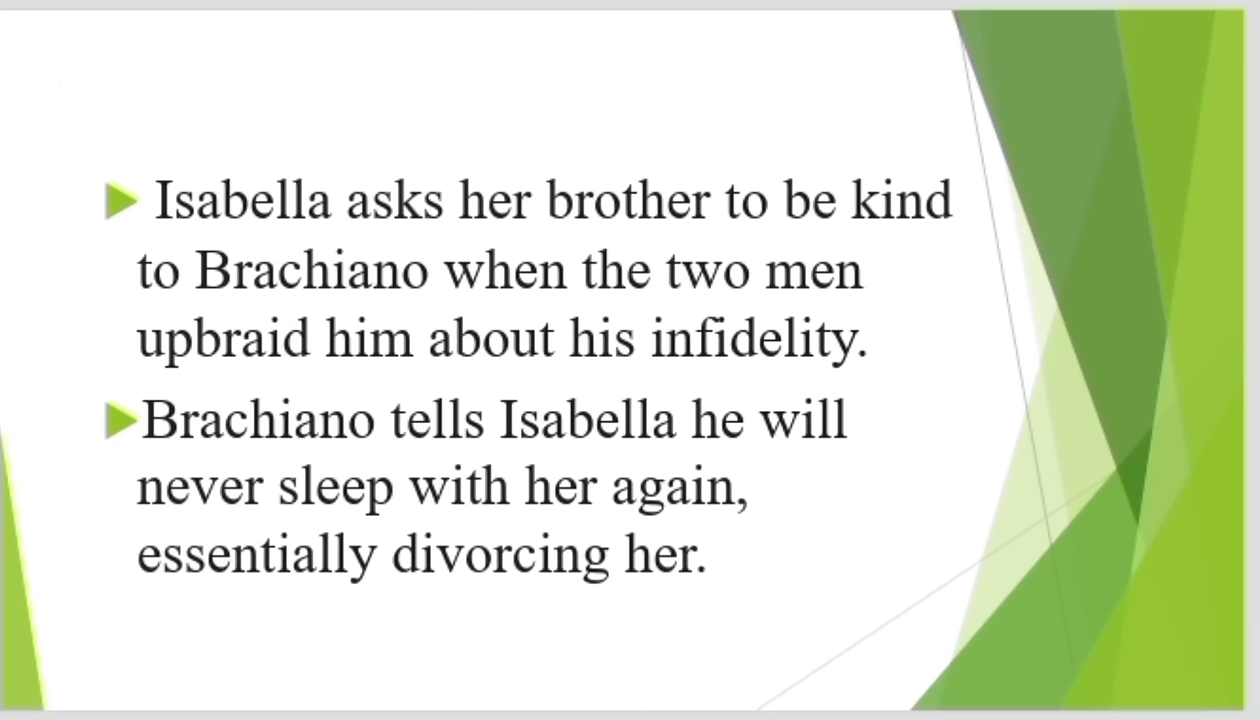 Isabella asks her brother to be kind
to Brachiano when the two men
upbraid him about his infidelity.
Brachiano tells Isabella he will
never sleep with her again,
essentially divorcing her.